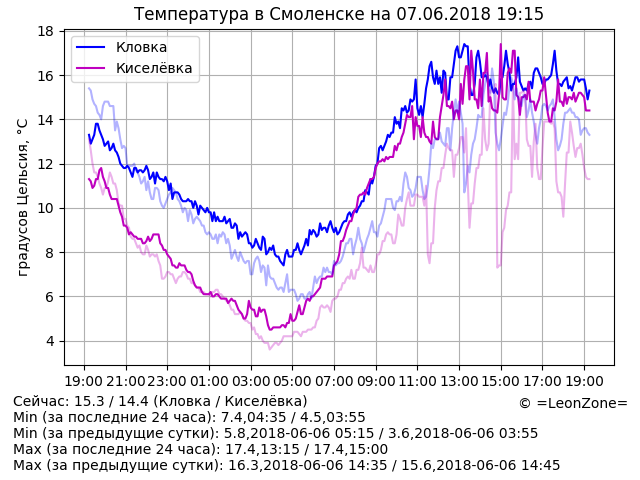 Температура в Смоленске на 07.06.2018 19:15
градусов Цельсия, °C
Кловка
Киселёвка
18
16
14
12
10
8
6
4
19:00 21:00 23:00 01:00 03:00 05:00 07:00 09:00 11:00 13:00 15:00 17:00 19:00
Сейчас: 15.3 / 14.4 (Кловка / Киселёвка)
© =LeonZone=
Min (за последние 24 часа): 7.4,04:35 / 4.5,03:55
Min (за предыдущие сутки): 5.8,2018-06-06 05:15 / 3.6,2018-06-06 03:55
Max (за последние 24 часа): 17.4,13:15 / 17.4,15:00
Max (за предыдущие сутки): 16.3,2018-06-06 14:35 / 15.6,2018-06-06 14:45